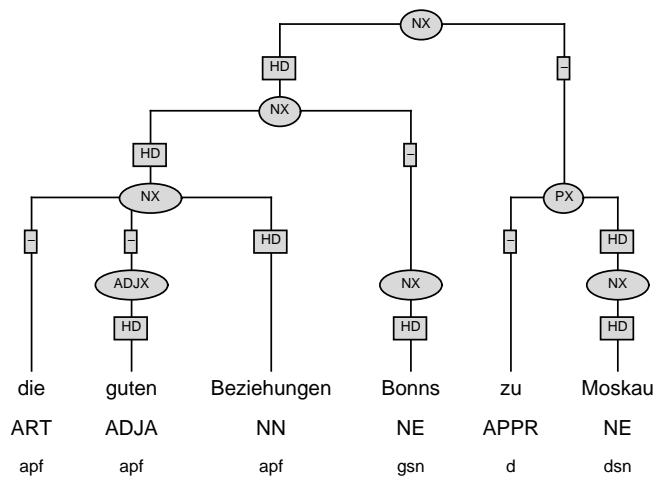 NX
HD –
NX
HD –
NX PX
– – HD – HD
ADJX NX NX
HD HD HD
die guten Beziehungen Bonns zu Moskau
ART ADJA NN NE APPR NE
apf apf apf gsn d dsn